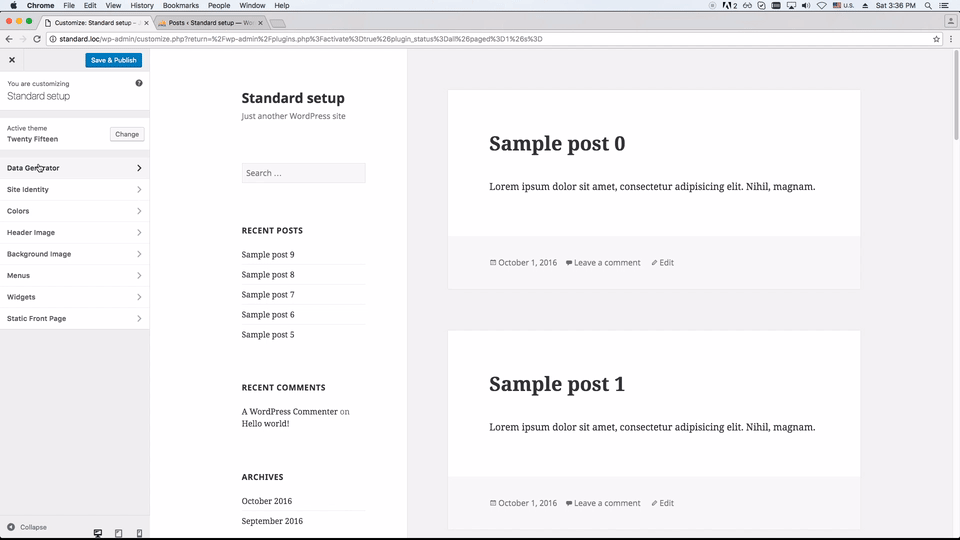 Chrome File Edit View History Bookmarks People Window Help
2 U.S. Sat 3:36 PM
Customize: Standard setup –
Posts ‹ Standard setup — Wo
standard.loc/wp-admin/customize.php?return=%2Fwp-admin%2Fplugins.php%3Factivate%3Dtrue%26plugin_status%3Dall%26paged%3D1%26s%3D
Save & Publish
You are customizing
Standard setup
Active theme
Twenty Fifteen
Change
Data Generator
Site Identity
Colors
Header Image
Background Image
Menus
Widgets
Static Front Page
Collapse
Standard setup
Just another WordPress site
Search ...
RECENT POSTS
Sample post 9
Sample post 8
Sample post 7
Sample post 6
Sample post 5
RECENT COMMENTS
A WordPress Commenter on
Hello world!
ARCHIVES
October 2016
September 2016
Sample post 0
Lorem ipsum dolor sit amet, consectetur adipisicing elit. Nihil, magnam.
October 1, 2016 Leave a comment Edit
Sample post 1
Lorem ipsum dolor sit amet, consectetur adipisicing elit. Nihil, magnam.
October 1, 2016 Leave a comment Edit